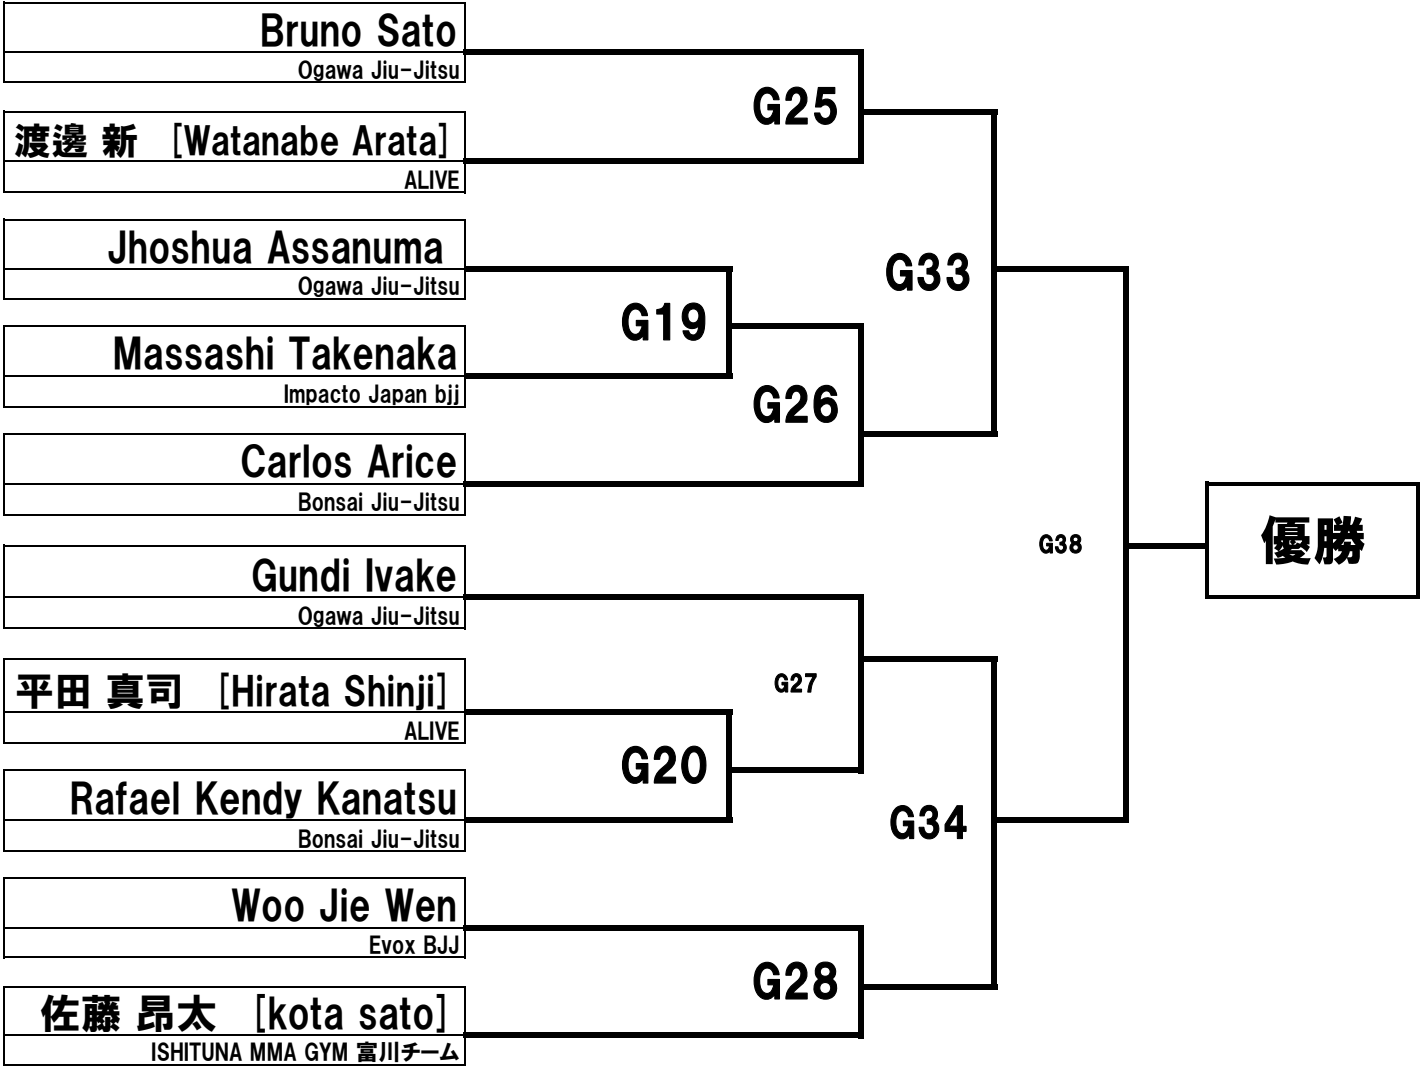 Bruno Sato
Ogawa Jiu-Jitsu
G25
渡邊 新　[Watanabe Arata]
ALIVE
Jhoshua Assanuma
Ogawa Jiu-Jitsu
G33
G19
Massashi Takenaka
Impacto Japan bjj
G26
Carlos Arice
Bonsai Jiu-Jitsu
G38
優勝
Gundi Ivake
Ogawa Jiu-Jitsu
G27
平田 真司　[Hirata Shinji]
ALIVE
G20
Rafael Kendy Kanatsu
Bonsai Jiu-Jitsu
G34
Woo Jie Wen
Evox BJJ
G28
佐藤 昂太　[kota sato]
ISHITUNA MMA GYM 富川チーム